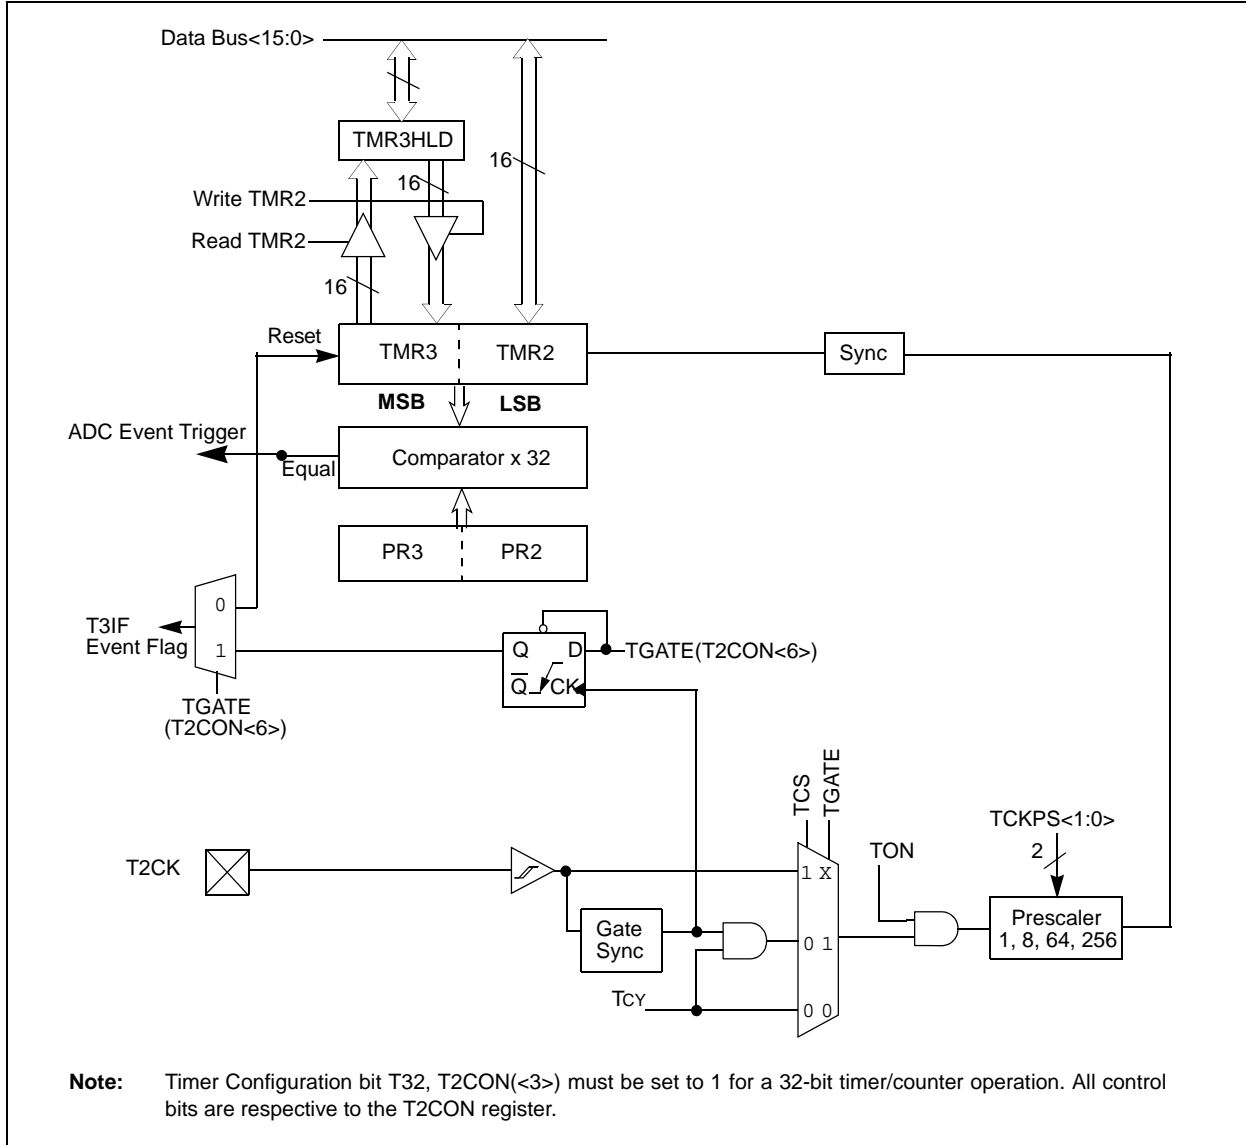 Data Bus<15:0>
TMR3HLD
16
16
Write TMR2
Read TMR2
16
Reset
TMR3
TMR2
Sync
MSB
LSB
ADC Event Trigger
Equal
Comparator x 32
PR3
PR2
0
T3IF
Event Flag
1
Q
D
TGATE(T2CON<6>)
Q
CK
TGATE
(T2CON<6>)
TCS
TGATE
TCKPS<1:0>
2
TON
T2CK
1 X
Gate
Sync
0 1
Prescaler
1, 8, 64, 256
TCY
0 0
Note: Timer Configuration bit T32, T2CON(<3>) must be set to 1 for a 32-bit timer/counter operation. All control
bits are respective to the T2CON register.